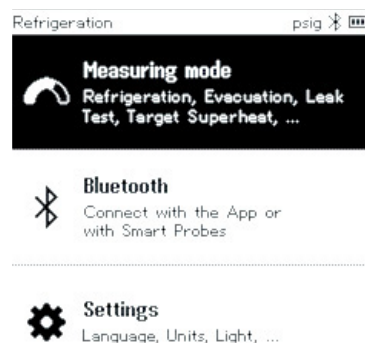 Refrigeration psig
Measuring mode
Refrigeration, Evacuation, Leak
Test, Target Superheat, ...
Bluetooth
Connect with the App or
with Smart Probes
Settings
Language, Units, Light, ...